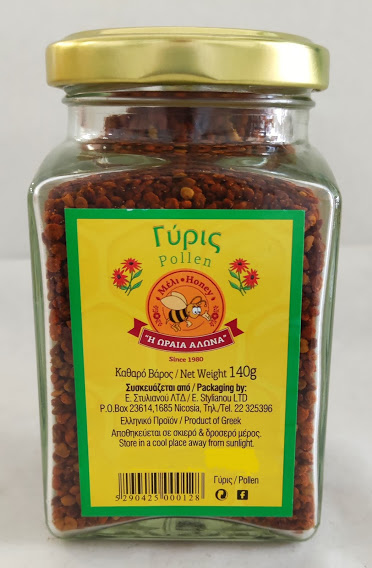 Γύρις
Pollen
Μέλι • Honey
"Η ΩΡΑΙΑ ΑΛΩΝΑ"
Since 1980
Καθαρό Βάρος / Net Weight 140g
Συσκευάζεται από / Packaging by:
Ε. Στυλιανού ΛΤΔ / E. Stylianou LTD
P.O.Box 23614,1685 Nicosia, Τηλ./Tel. 22 325396
Ελληνικό Προϊόν / Product of Greek
Αποθηκεύεται σε σκιερό & δροσερό μέρος.
Store in a cool place away from sunlight.
5 290425 000128
Γύρις / Pollen